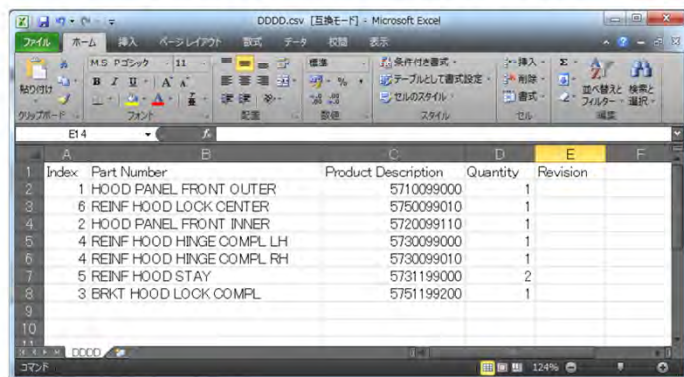 DDDD.csv [互換モード] - Microsoft Excel
ファイル ホーム 挿入 ページ レイアウト 数式 データ 校閲 表示
貼り付け MS Pゴシック 11 標準 条件付き書式 挿入 Σ
B I U A A % , テーブルとして書式設定 削除 並べ替えと 検索と
セルのスタイル 書式 フィルター 選択
クリップボード フォント 配置 数値 スタイル セル 編集
E14 fx
A B C D E F
1 Index Part Number Product Description Quantity Revision
2 1 HOOD PANEL FRONT OUTER 5710099000 1
3 6 REINF HOOD LOCK CENTER 5750099010 1
4 2 HOOD PANEL FRONT INNER 5720099110 1
5 4 REINF HOOD HINGE COMPL LH 5730099000 1
6 4 REINF HOOD HINGE COMPL RH 5730099010 1
7 5 REINF HOOD STAY 5731199000 2
8 3 BRKT HOOD LOCK COMPL 5751199200 1
9
10
11
DDDD
コマンド 124%